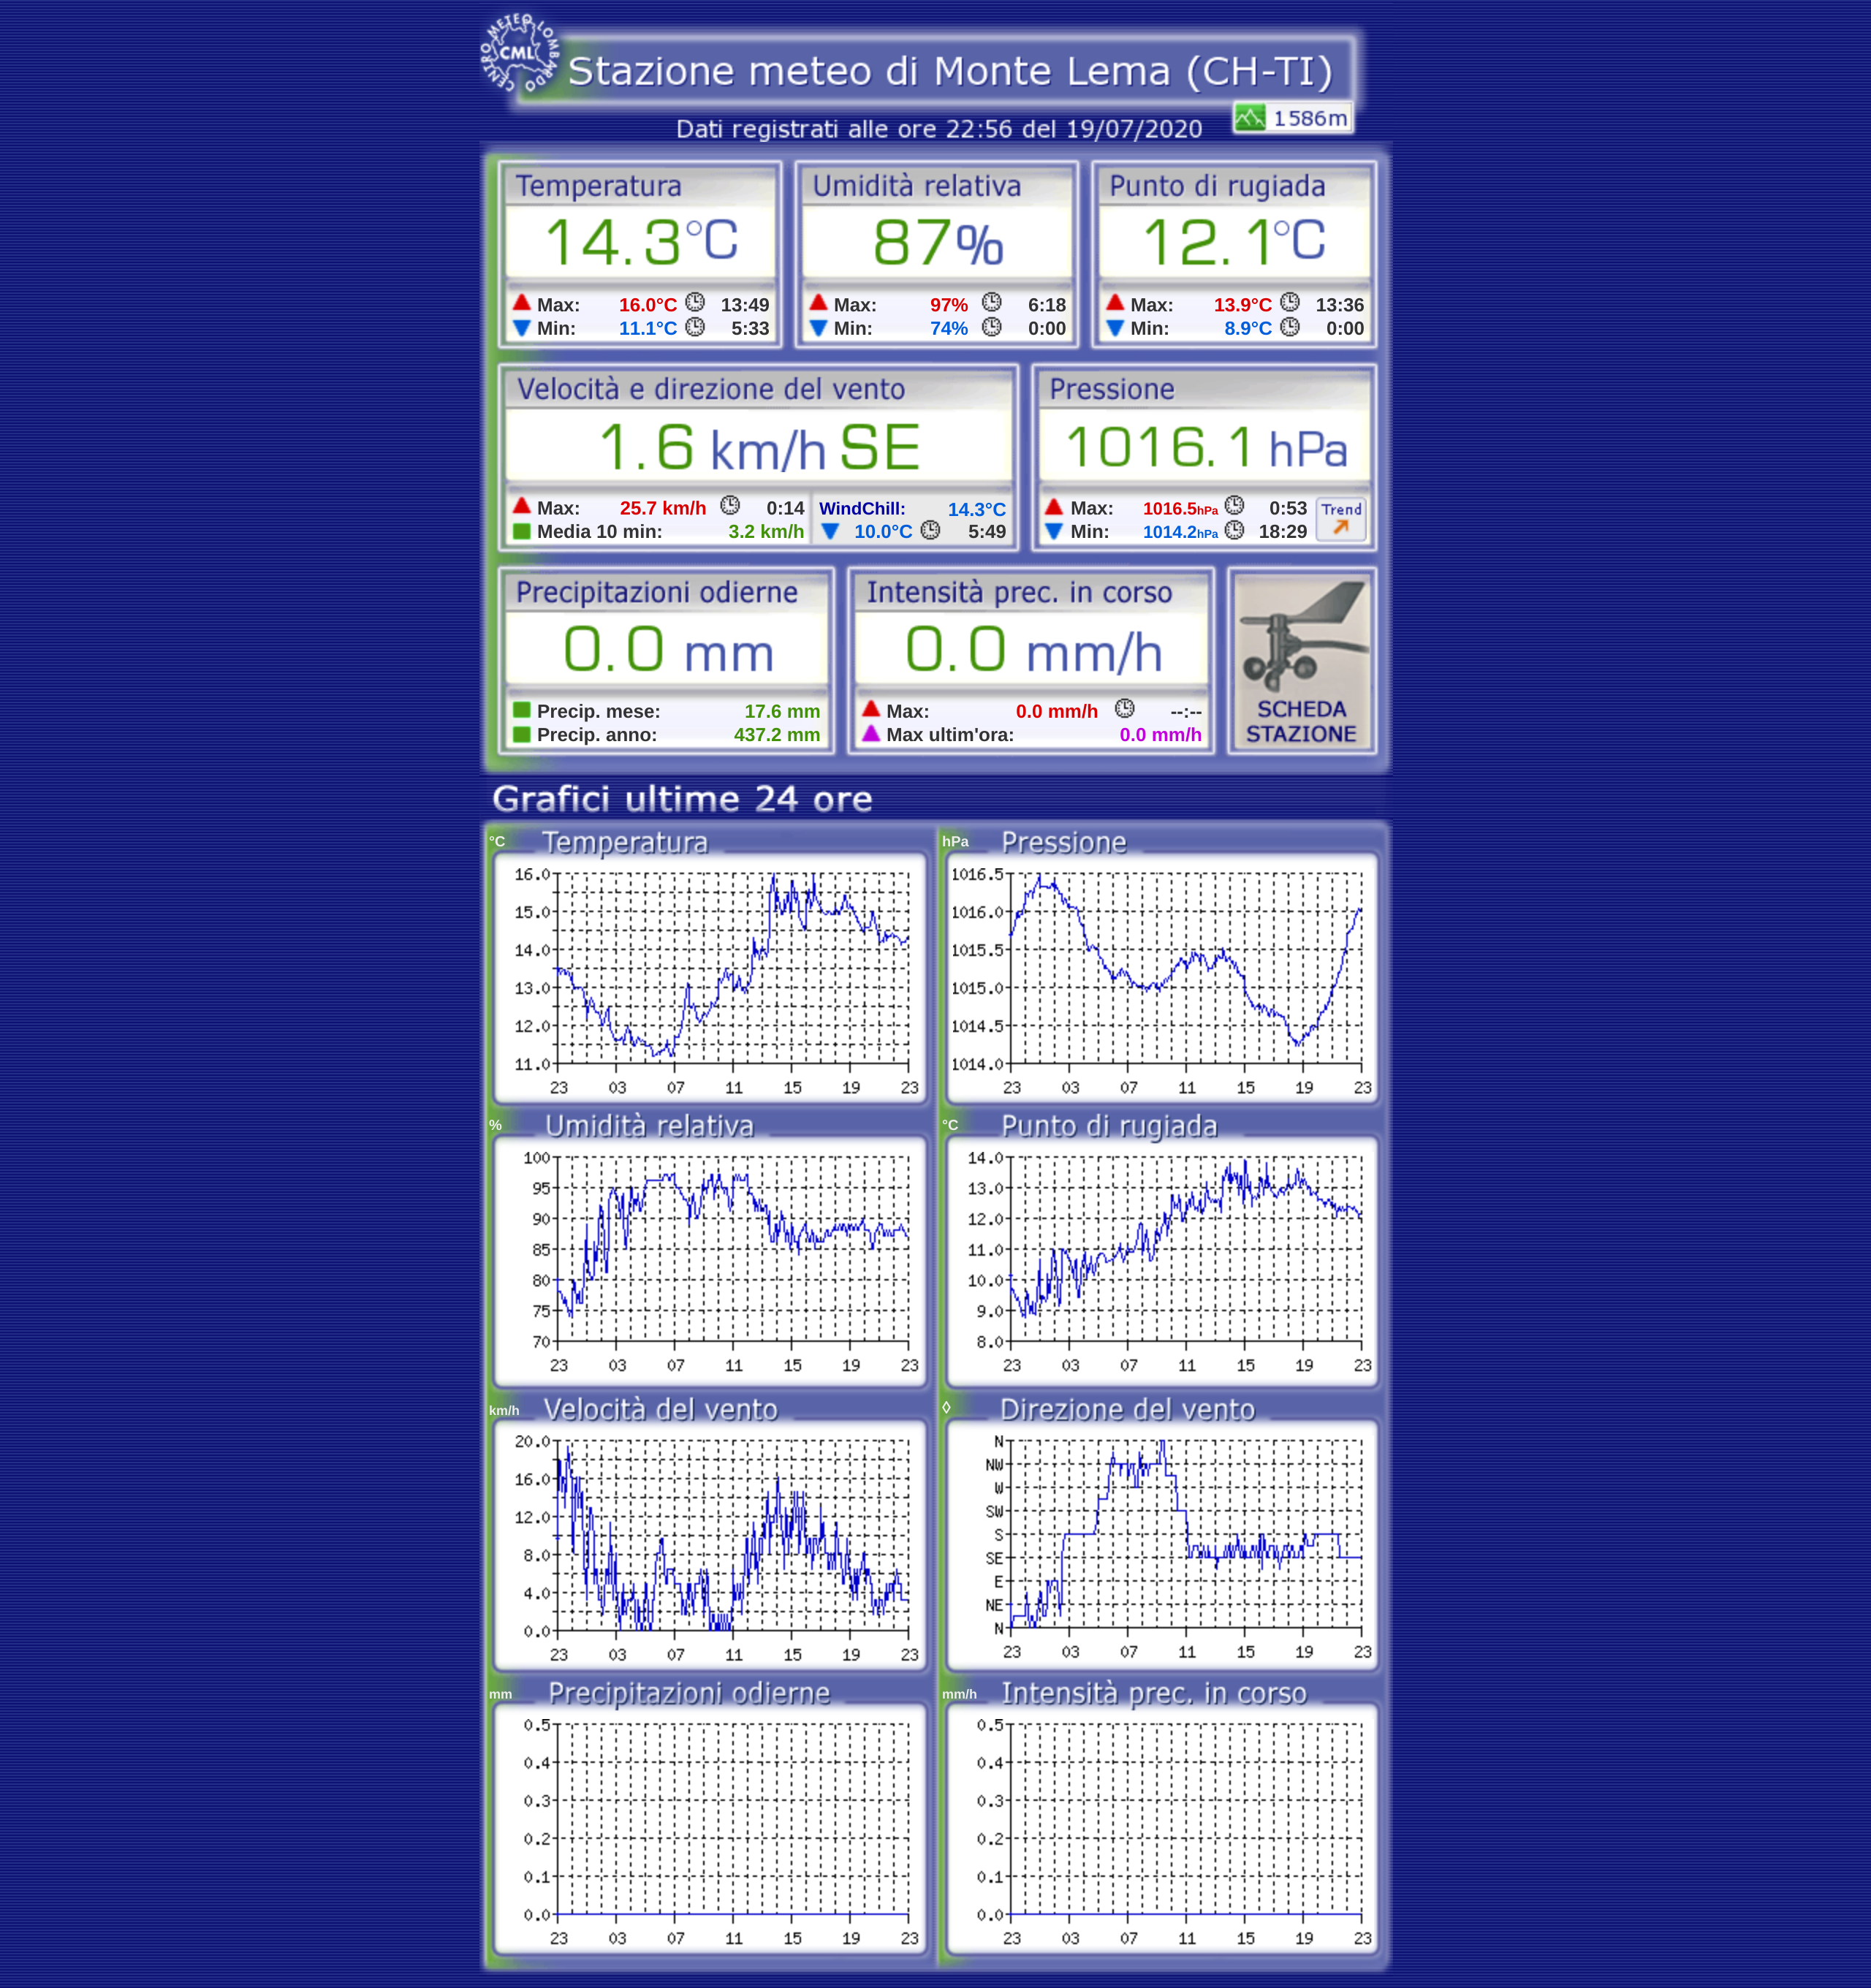 CENTRO METEO LOMBARDO
CML
Stazione meteo di Monte Lema (CH-TI)
1586m
Dati registrati alle ore 22:56 del 19/07/2020
Temperatura
14.3°C
Max: 16.0°C 13:49
Min: 11.1°C 5:33
Umidità relativa
87%
Max: 97% 6:18
Min: 74% 0:00
Punto di rugiada
12.1°C
Max: 13.9°C 13:36
Min: 8.9°C 0:00
Velocità e direzione del vento
1.6 km/h SE
Max: 25.7 km/h 0:14
Media 10 min: 3.2 km/h
WindChill: 14.3°C
10.0°C 5:49
Pressione
1016.1 hPa
Max: 1016.5hPa 0:53
Min: 1014.2hPa 18:29
Trend
Precipitazioni odierne
0.0 mm
Precip. mese: 17.6 mm
Precip. anno: 437.2 mm
Intensità prec. in corso
0.0 mm/h
Max: 0.0 mm/h --:--
Max ultim'ora: 0.0 mm/h
SCHEDA
STAZIONE
Grafici ultime 24 ore
°C Temperatura
16.0
15.0
14.0
13.0
12.0
11.0
23 03 07 11 15 19 23
hPa Pressione
1016.5
1016.0
1015.5
1015.0
1014.5
1014.0
23 03 07 11 15 19 23
% Umidità relativa
100
95
90
85
80
75
70
23 03 07 11 15 19 23
°C Punto di rugiada
14.0
13.0
12.0
11.0
10.0
9.0
8.0
23 03 07 11 15 19 23
km/h Velocità del vento
20.0
16.0
12.0
8.0
4.0
0.0
23 03 07 11 15 19 23
◊ Direzione del vento
N
NW
W
SW
S
SE
E
NE
N
23 03 07 11 15 19 23
mm Precipitazioni odierne
0.5
0.4
0.3
0.2
0.1
0.0
23 03 07 11 15 19 23
mm/h Intensità prec. in corso
0.5
0.4
0.3
0.2
0.1
0.0
23 03 07 11 15 19 23